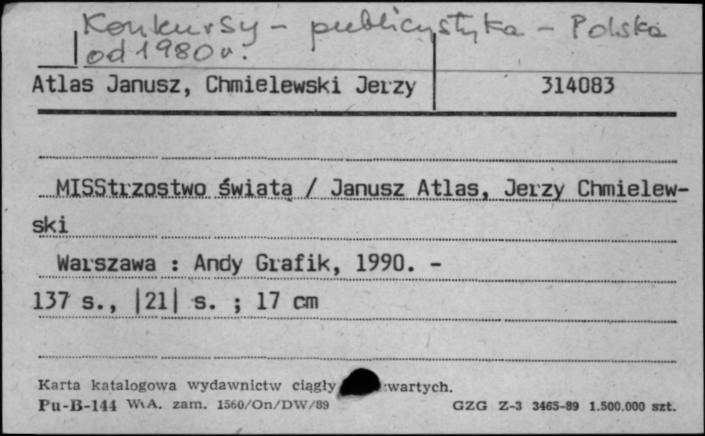 Konkursy - publicystyka - Polska
od 1980 r.
Atlas Janusz, Chmielewski Jerzy 314083
MISStrzostwo świata / Janusz Atlas, Jerzy Chmielew-
ski
Warszawa : Andy Grafik, 1990. -
137 s., |21| s. ; 17 cm
Karta katalogowa wydawnictw ciągły wartych.
Pu-B-144 WA. zam. 1560/On/DW/89 GZG Z-3 3465-89 1.500.000 szt.